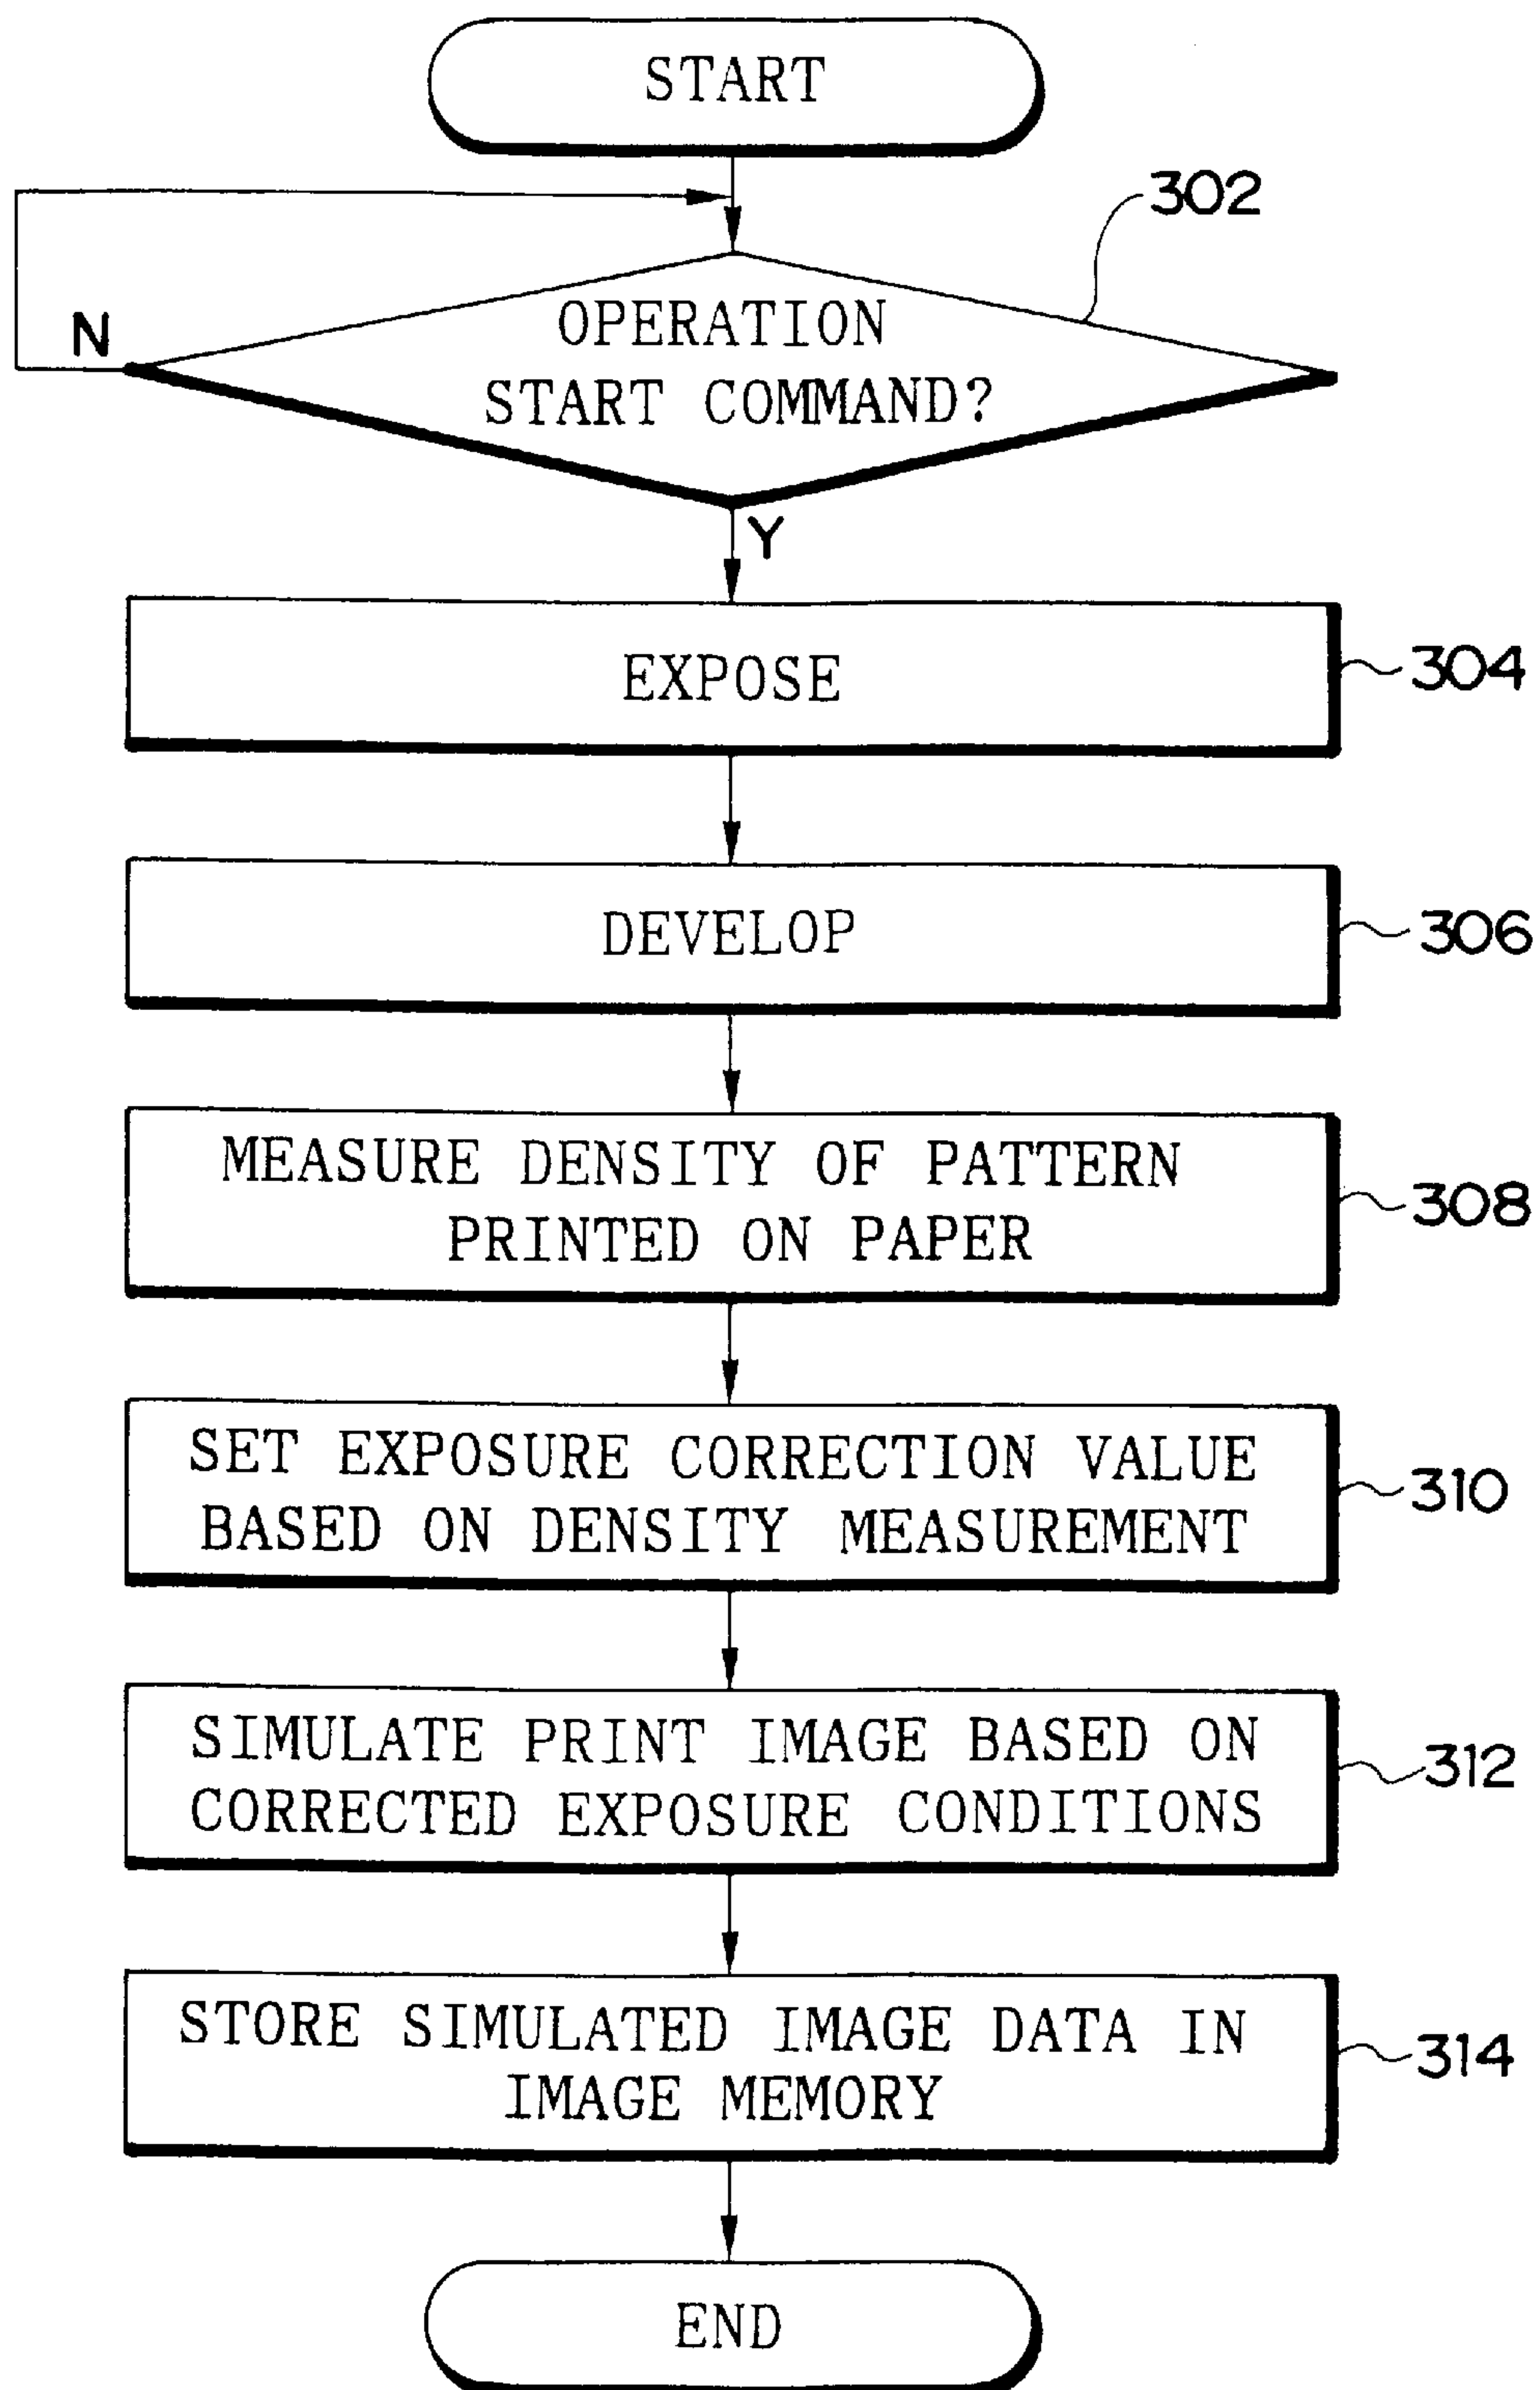 START
302
N
OPERATION
START COMMAND?
Y
EXPOSE
304
DEVELOP
306
MEASURE DENSITY OF PATTERN
PRINTED ON PAPER
308
SET EXPOSURE CORRECTION VALUE
BASED ON DENSITY MEASUREMENT
310
SIMULATE PRINT IMAGE BASED ON
CORRECTED EXPOSURE CONDITIONS
312
STORE SIMULATED IMAGE DATA IN
IMAGE MEMORY
314
END